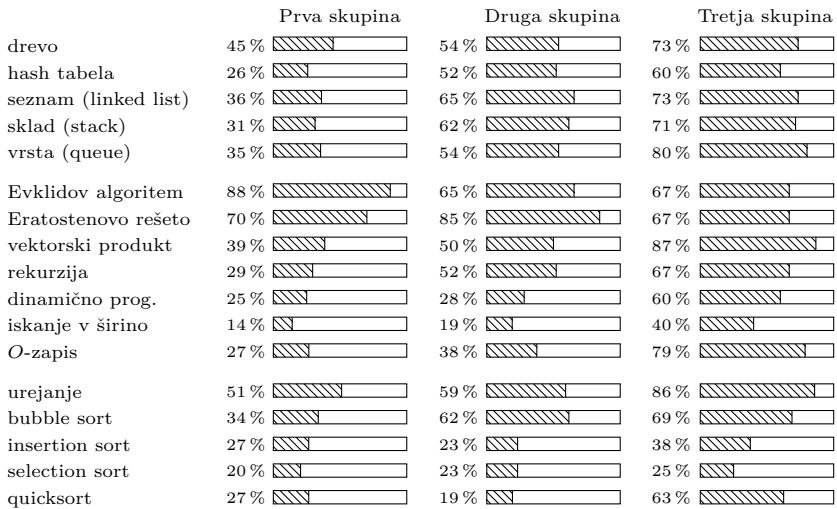 Prva skupina Druga skupina Tretja skupina
drevo 45 % 54 % 73 %
hash tabela 26 % 52 % 60 %
seznam (linked list) 36 % 65 % 73 %
sklad (stack) 31 % 62 % 71 %
vrsta (queue) 35 % 54 % 80 %
Evklidov algoritem 88 % 65 % 67 %
Eratostenovo rešeto 70 % 85 % 67 %
vektorski produkt 39 % 50 % 87 %
rekurzija 29 % 52 % 67 %
dinamično prog. 25 % 28 % 60 %
iskanje v širino 14 % 19 % 40 %
O-zapis 27 % 38 % 79 %
urejanje 51 % 59 % 86 %
bubble sort 34 % 62 % 69 %
insertion sort 27 % 23 % 38 %
selection sort 20 % 23 % 25 %
quicksort 27 % 19 % 63 %